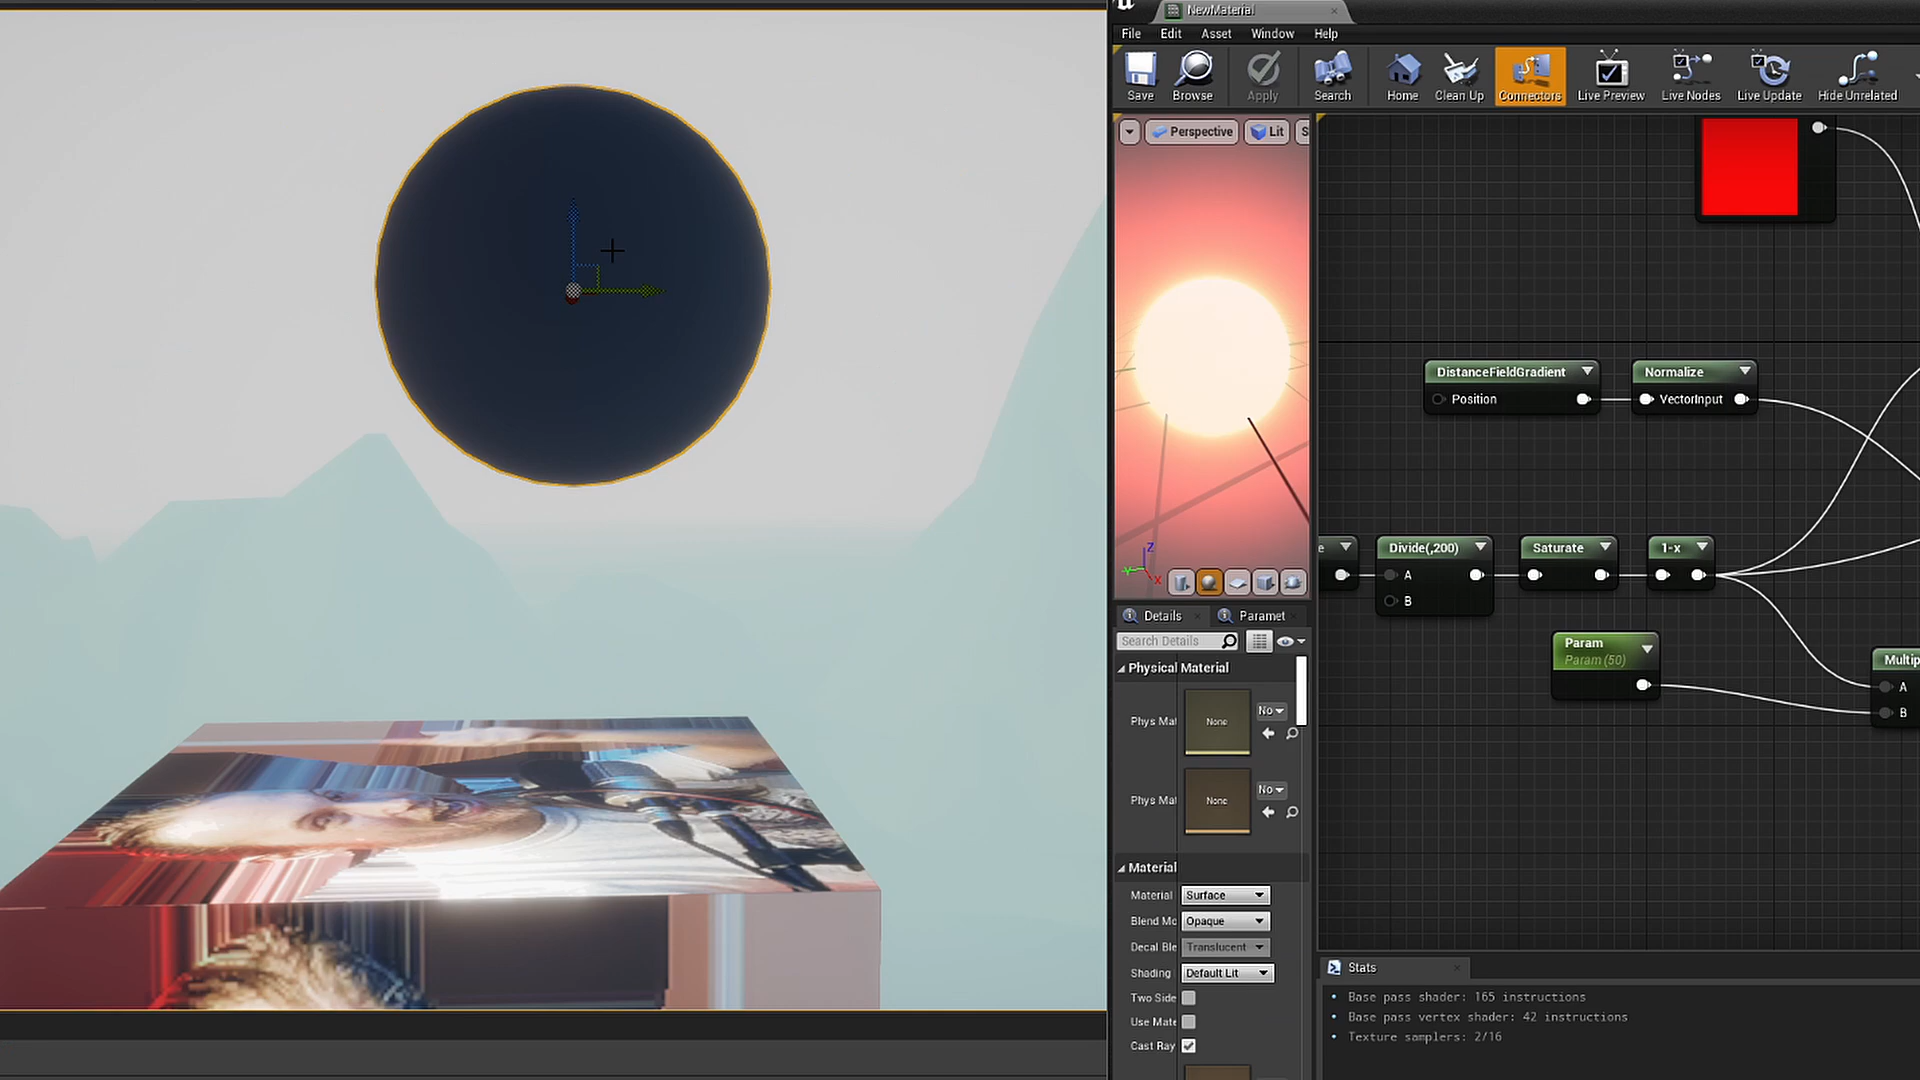 NewMaterial
File Edit Asset Window Help
Save Browse Apply Search Home Clean Up Connectors Live Preview Live Nodes Live Update Hide Unrelated
Perspective Lit S
DistanceFieldGradient
Position
Normalize
VectorInput
e
Divide(,200)
A
B
Saturate
1-x
Param
Param (50)
Multip
A
B
Z
Y
X
Details Paramet
Search Details
Physical Material
Phys Mat None No
Phys Mat None No
Material
Material Surface
Blend Mo Opaque
Decal Ble Translucent
Shading Default Lit
Two Side
Use Mate
Cast Ray
Stats
Base pass shader: 165 instructions
Base pass vertex shader: 42 instructions
Texture samplers: 2/16